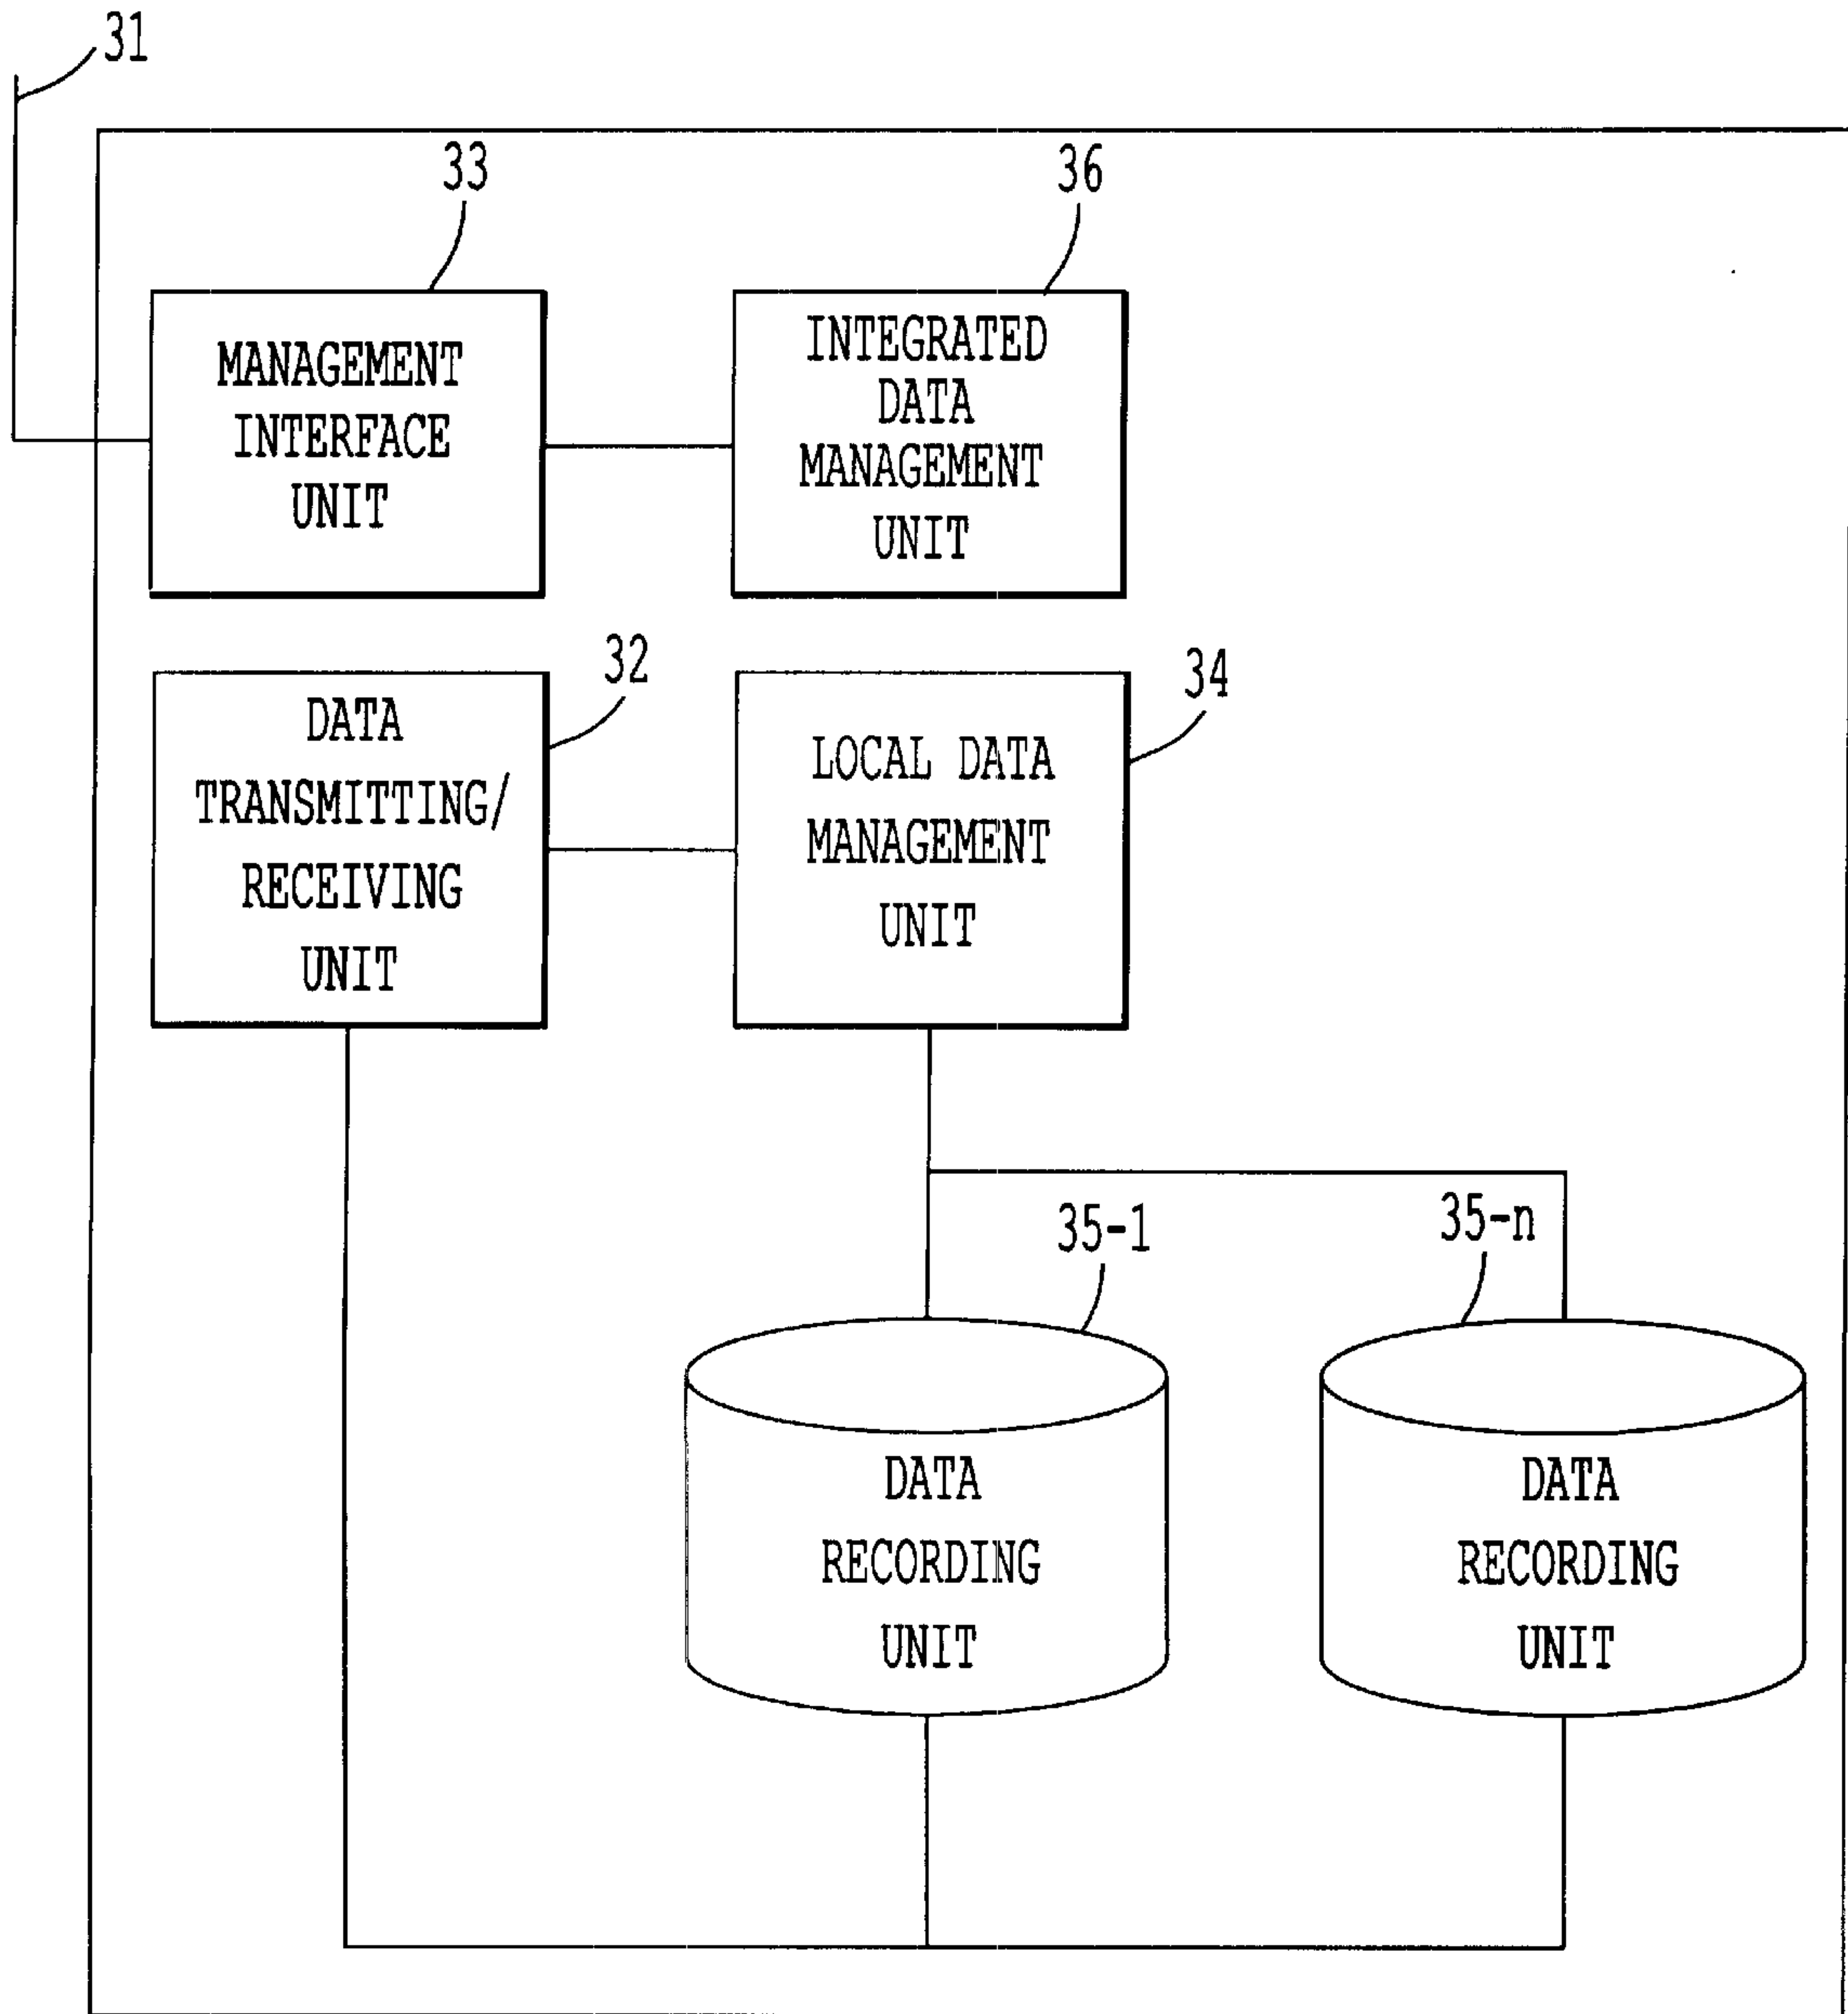 31
33
36
MANAGEMENT
INTERFACE
UNIT
INTEGRATED
DATA
MANAGEMENT
UNIT
32
34
DATA
TRANSMITTING/
RECEIVING
UNIT
LOCAL DATA
MANAGEMENT
UNIT
35-1
35-n
DATA
RECORDING
UNIT
DATA
RECORDING
UNIT